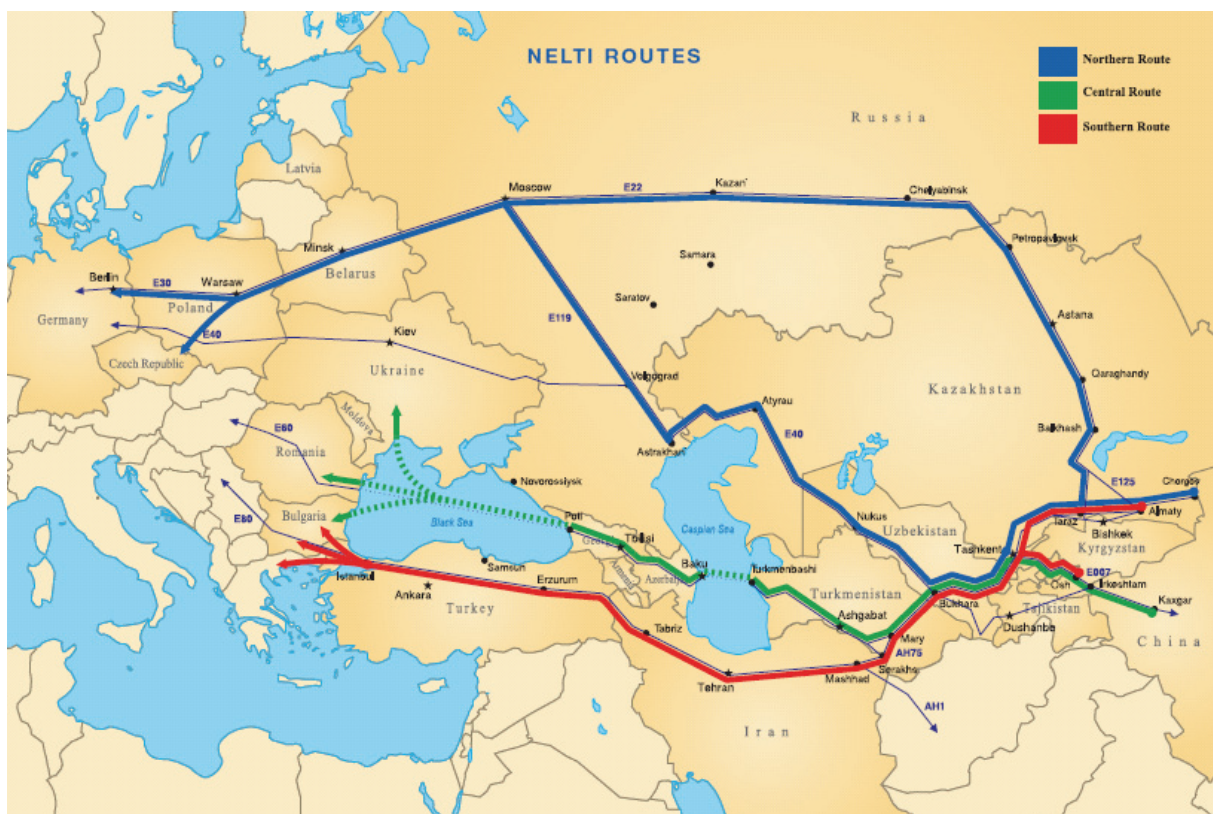 NELTI ROUTES
Northern Route
Central Route
Southern Route
Russia
Latvia
Moscow
E22
Kazan'
Chelyabinsk
Minsk
Belarus
Samara
Petropavlovsk
Berlin
E30
Warsaw
Poland
Saratov
Germany
E119
Astana
E40
Kiev
Czech Republic
Ukraine
Volgograd
Kazakhstan
Qaraghandy
Atyrau
Moldova
E60
Romania
Astrakhan
E40
Balkhash
Novorossiysk
E125
Chorgos
E80
Bulgaria
Black Sea
Poti
Caspian Sea
Nukus
Uzbekistan
Taraz
Almaty
Bishkek
Kyrgyzstan
Georgia
Tbilisi
Tashkent
Istanbul
Samsun
Baku
Turkmenbashi
E007
Armenia
Azerbaijan
Osh
Irkeshtam
Ankara
Erzurum
Turkmenistan
Bukhara
Tajikistan
Kaxgar
Turkey
Ashgabat
Dushanbe
Tabriz
Mary
AH75
China
Tehran
Mashhad
Serakhs
AH1
Iran